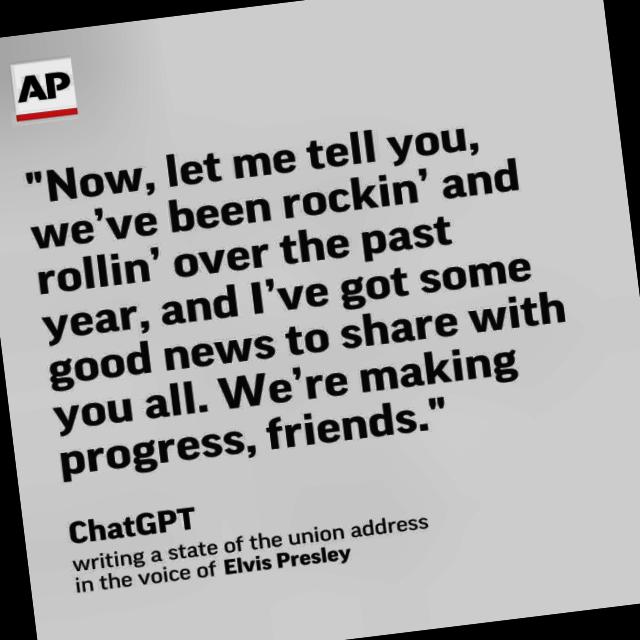 AP
"Now, let me tell you,
we've been rockin' and
rollin' over the past
year, and I've got some
good news to share with
you all. We're making
progress, friends."
ChatGPT
writing a state of the union address
in the voice of Elvis Presley